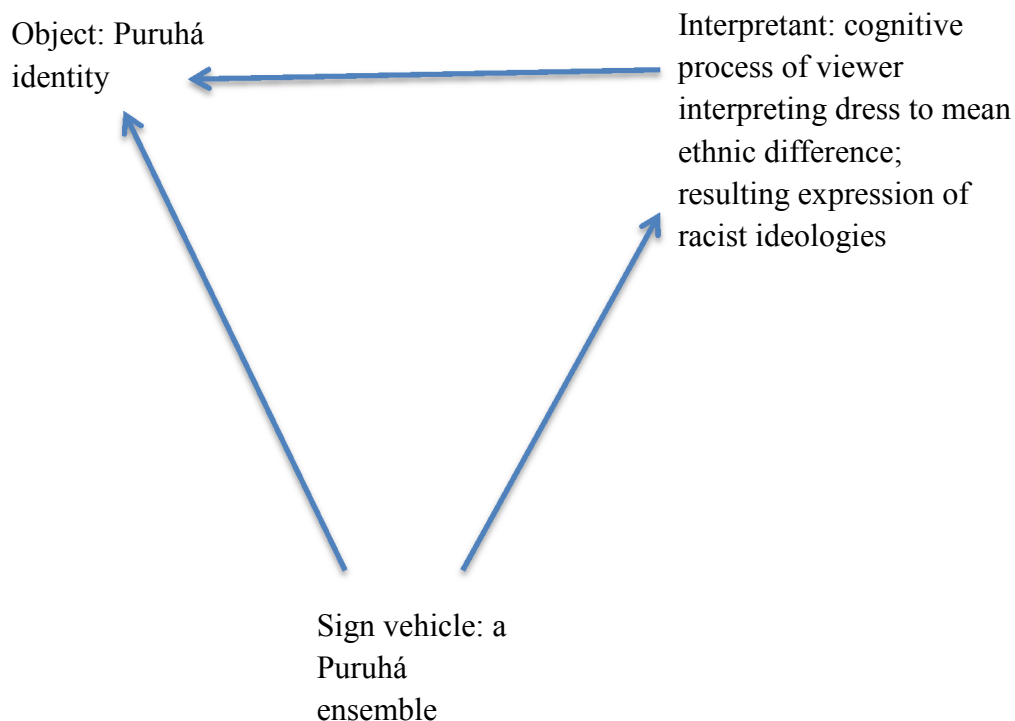 Object: Puruhá
identity
Interpretant: cognitive
process of viewer
interpreting dress to mean
ethnic difference;
resulting expression of
racist ideologies
Sign vehicle: a
Puruhá
ensemble